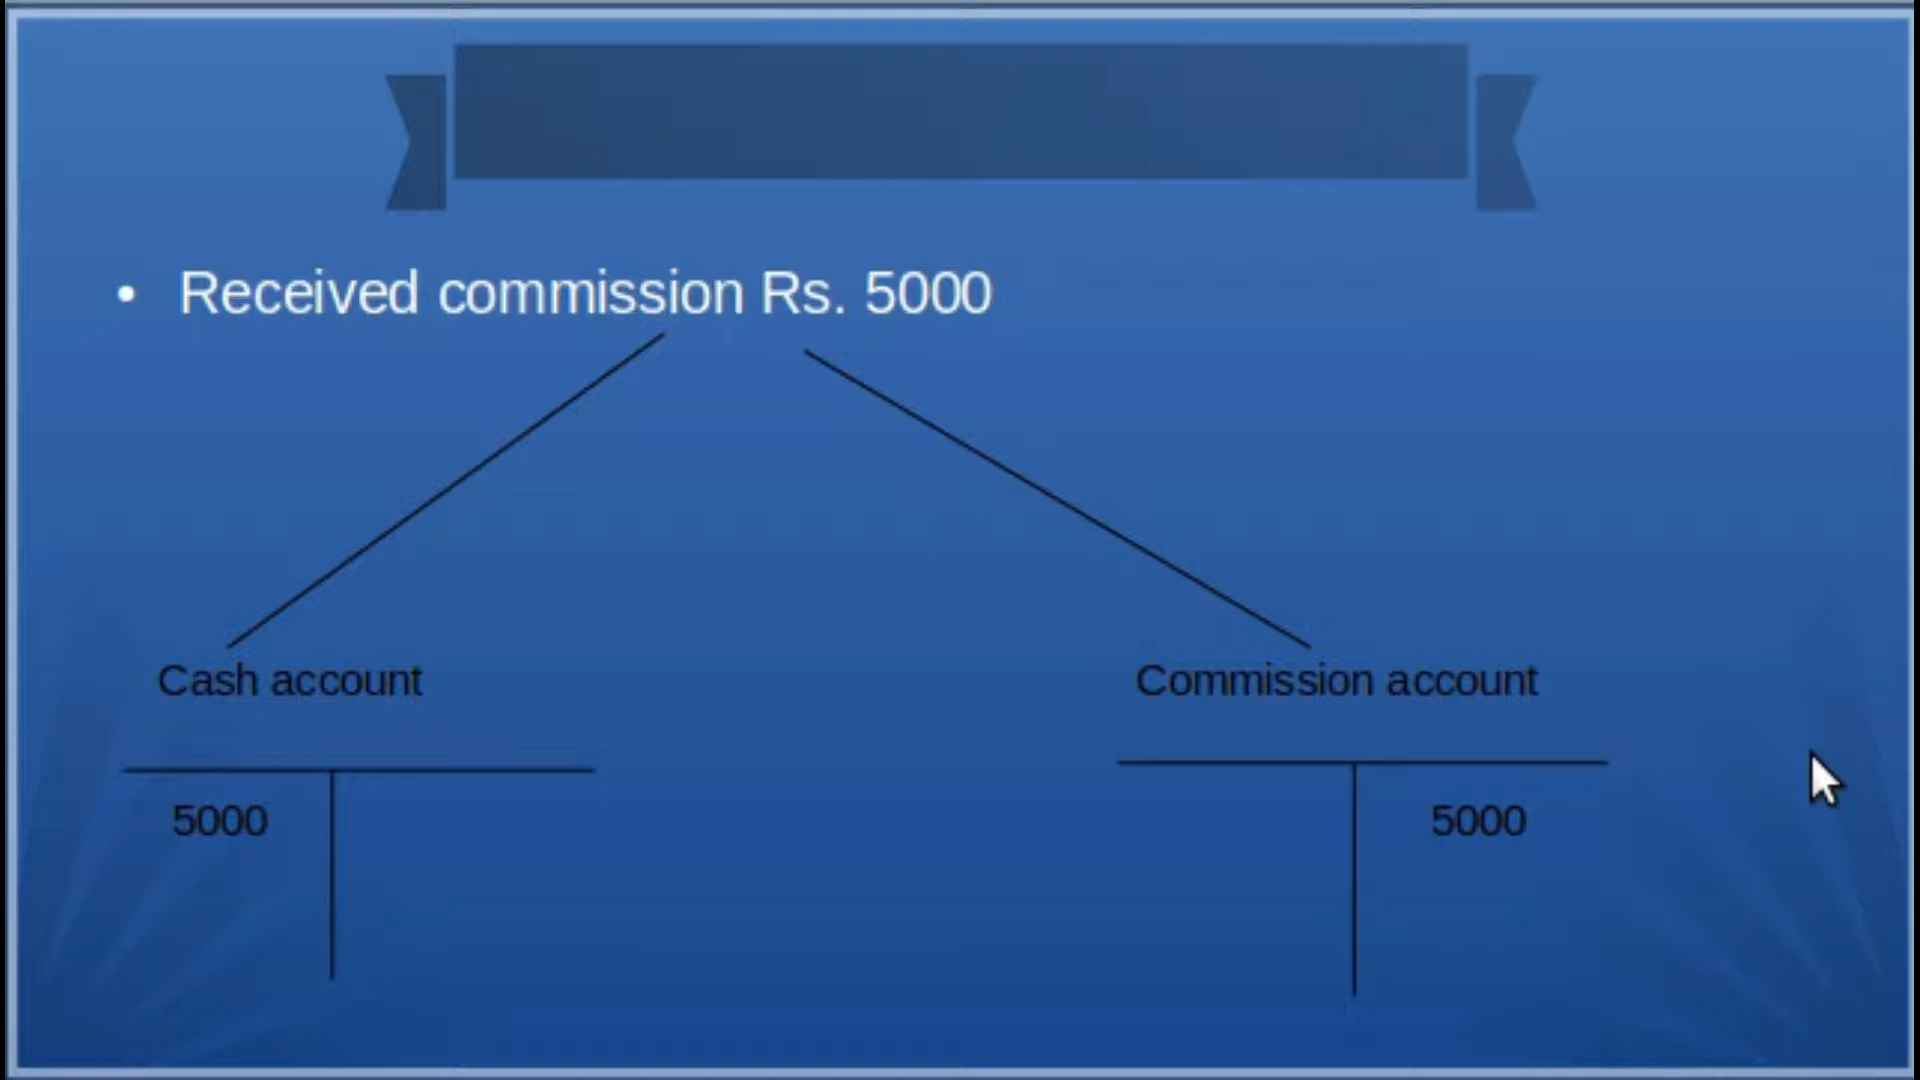 • Received commission Rs. 5000
Cash account
Commission account
5000
5000